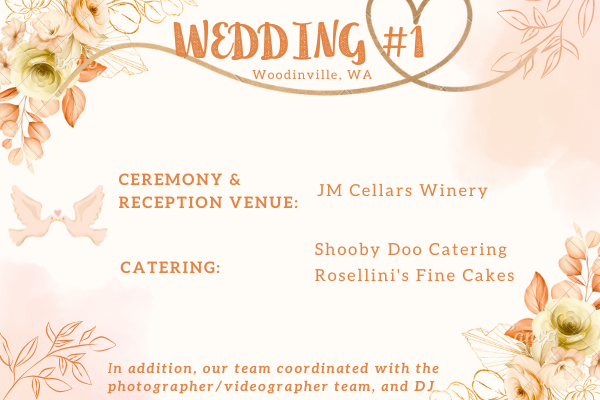 WEDDING #1
Woodinville, WA
CEREMONY &
RECEPTION VENUE:
JM Cellars Winery
CATERING:
Shooby Doo Catering
Rosellini's Fine Cakes
In addition, our team coordinated with the
photographer/videographer team, and DJ